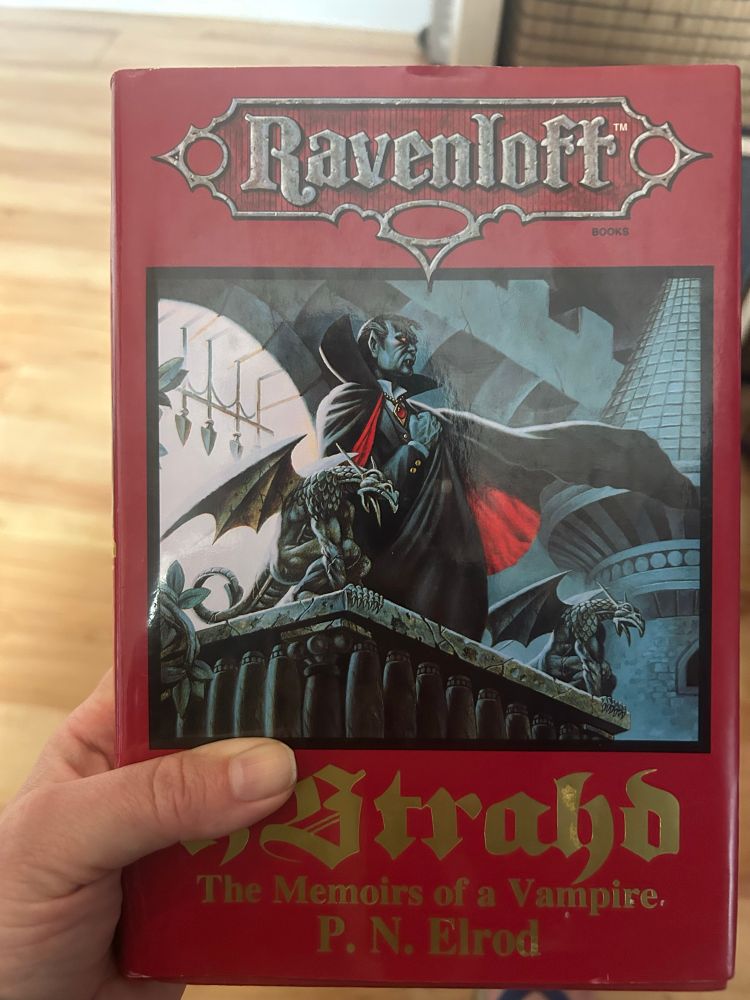 Ravenloft™
BOOKS
, Strahd
The Memoirs of a Vampire
P. N. Elrod